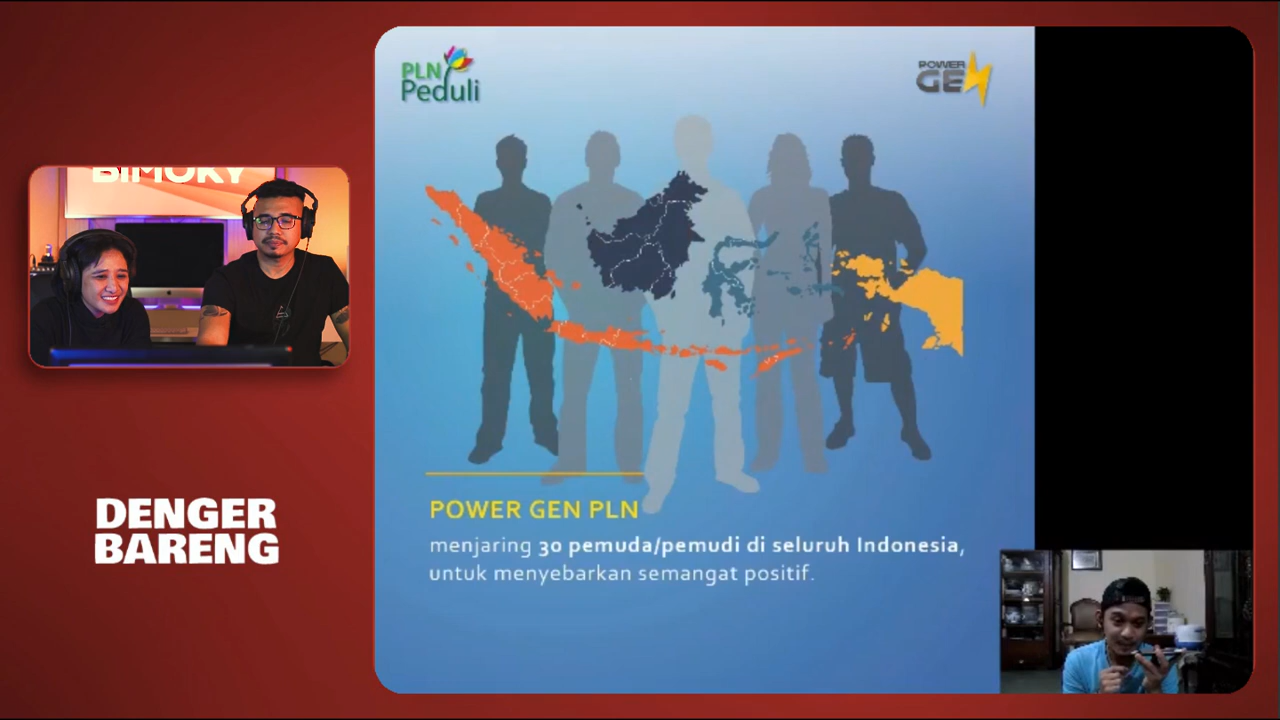 BIMOKY
DENGER
BARENG
PLN
Peduli
POWER
GEN
POWER GEN PLN
menjaring 30 pemuda/pemudi di seluruh Indonesia,
untuk menyebarkan semangat positif.